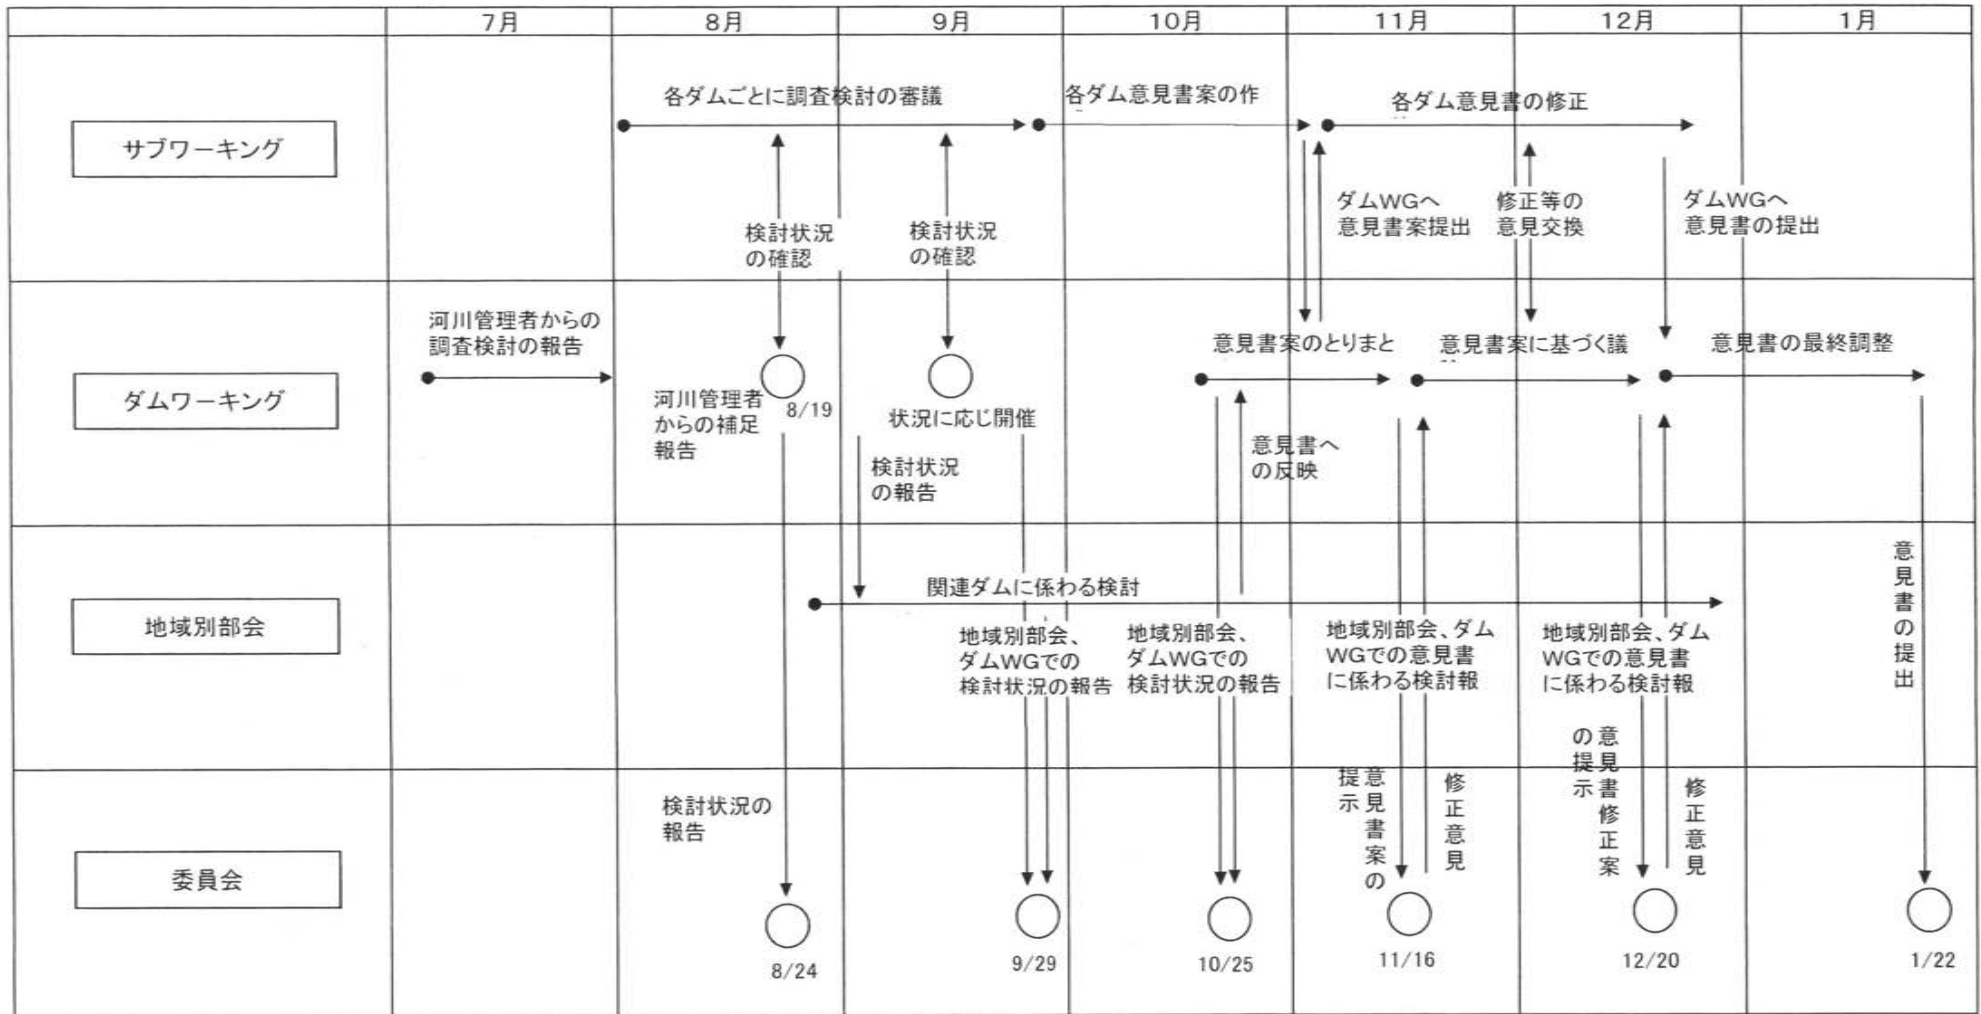 7月 8月 9月 10月 11月 12月 1月
サブワーキング
各ダムごとに調査検討の審議
各ダム意見書案の作
各ダム意見書の修正
検討状況
の確認
検討状況
の確認
ダムWGへ
意見書案提出
修正等の
意見交換
ダムWGへ
意見書の提出
ダムワーキング
河川管理者からの
調査検討の報告
河川管理者
からの補足
報告
8/19
状況に応じ開催
検討状況
の報告
意見書案のとりまと
意見書への
反映
意見書案に基づく議
意見書の最終調整
地域別部会
関連ダムに係わる検討
地域別部会、
ダムWGでの
検討状況の報告
地域別部会、
ダムWGでの
検討状況の報告
地域別部会、ダム
WGでの意見書
に係わる検討報
地域別部会、ダム
WGでの意見書
に係わる検討報
意見書の提出
委員会
検討状況の
報告
意見書案の
提示
修正意見
意見書修正案
の提示
修正意見
8/24
9/29
10/25
11/16
12/20
1/22